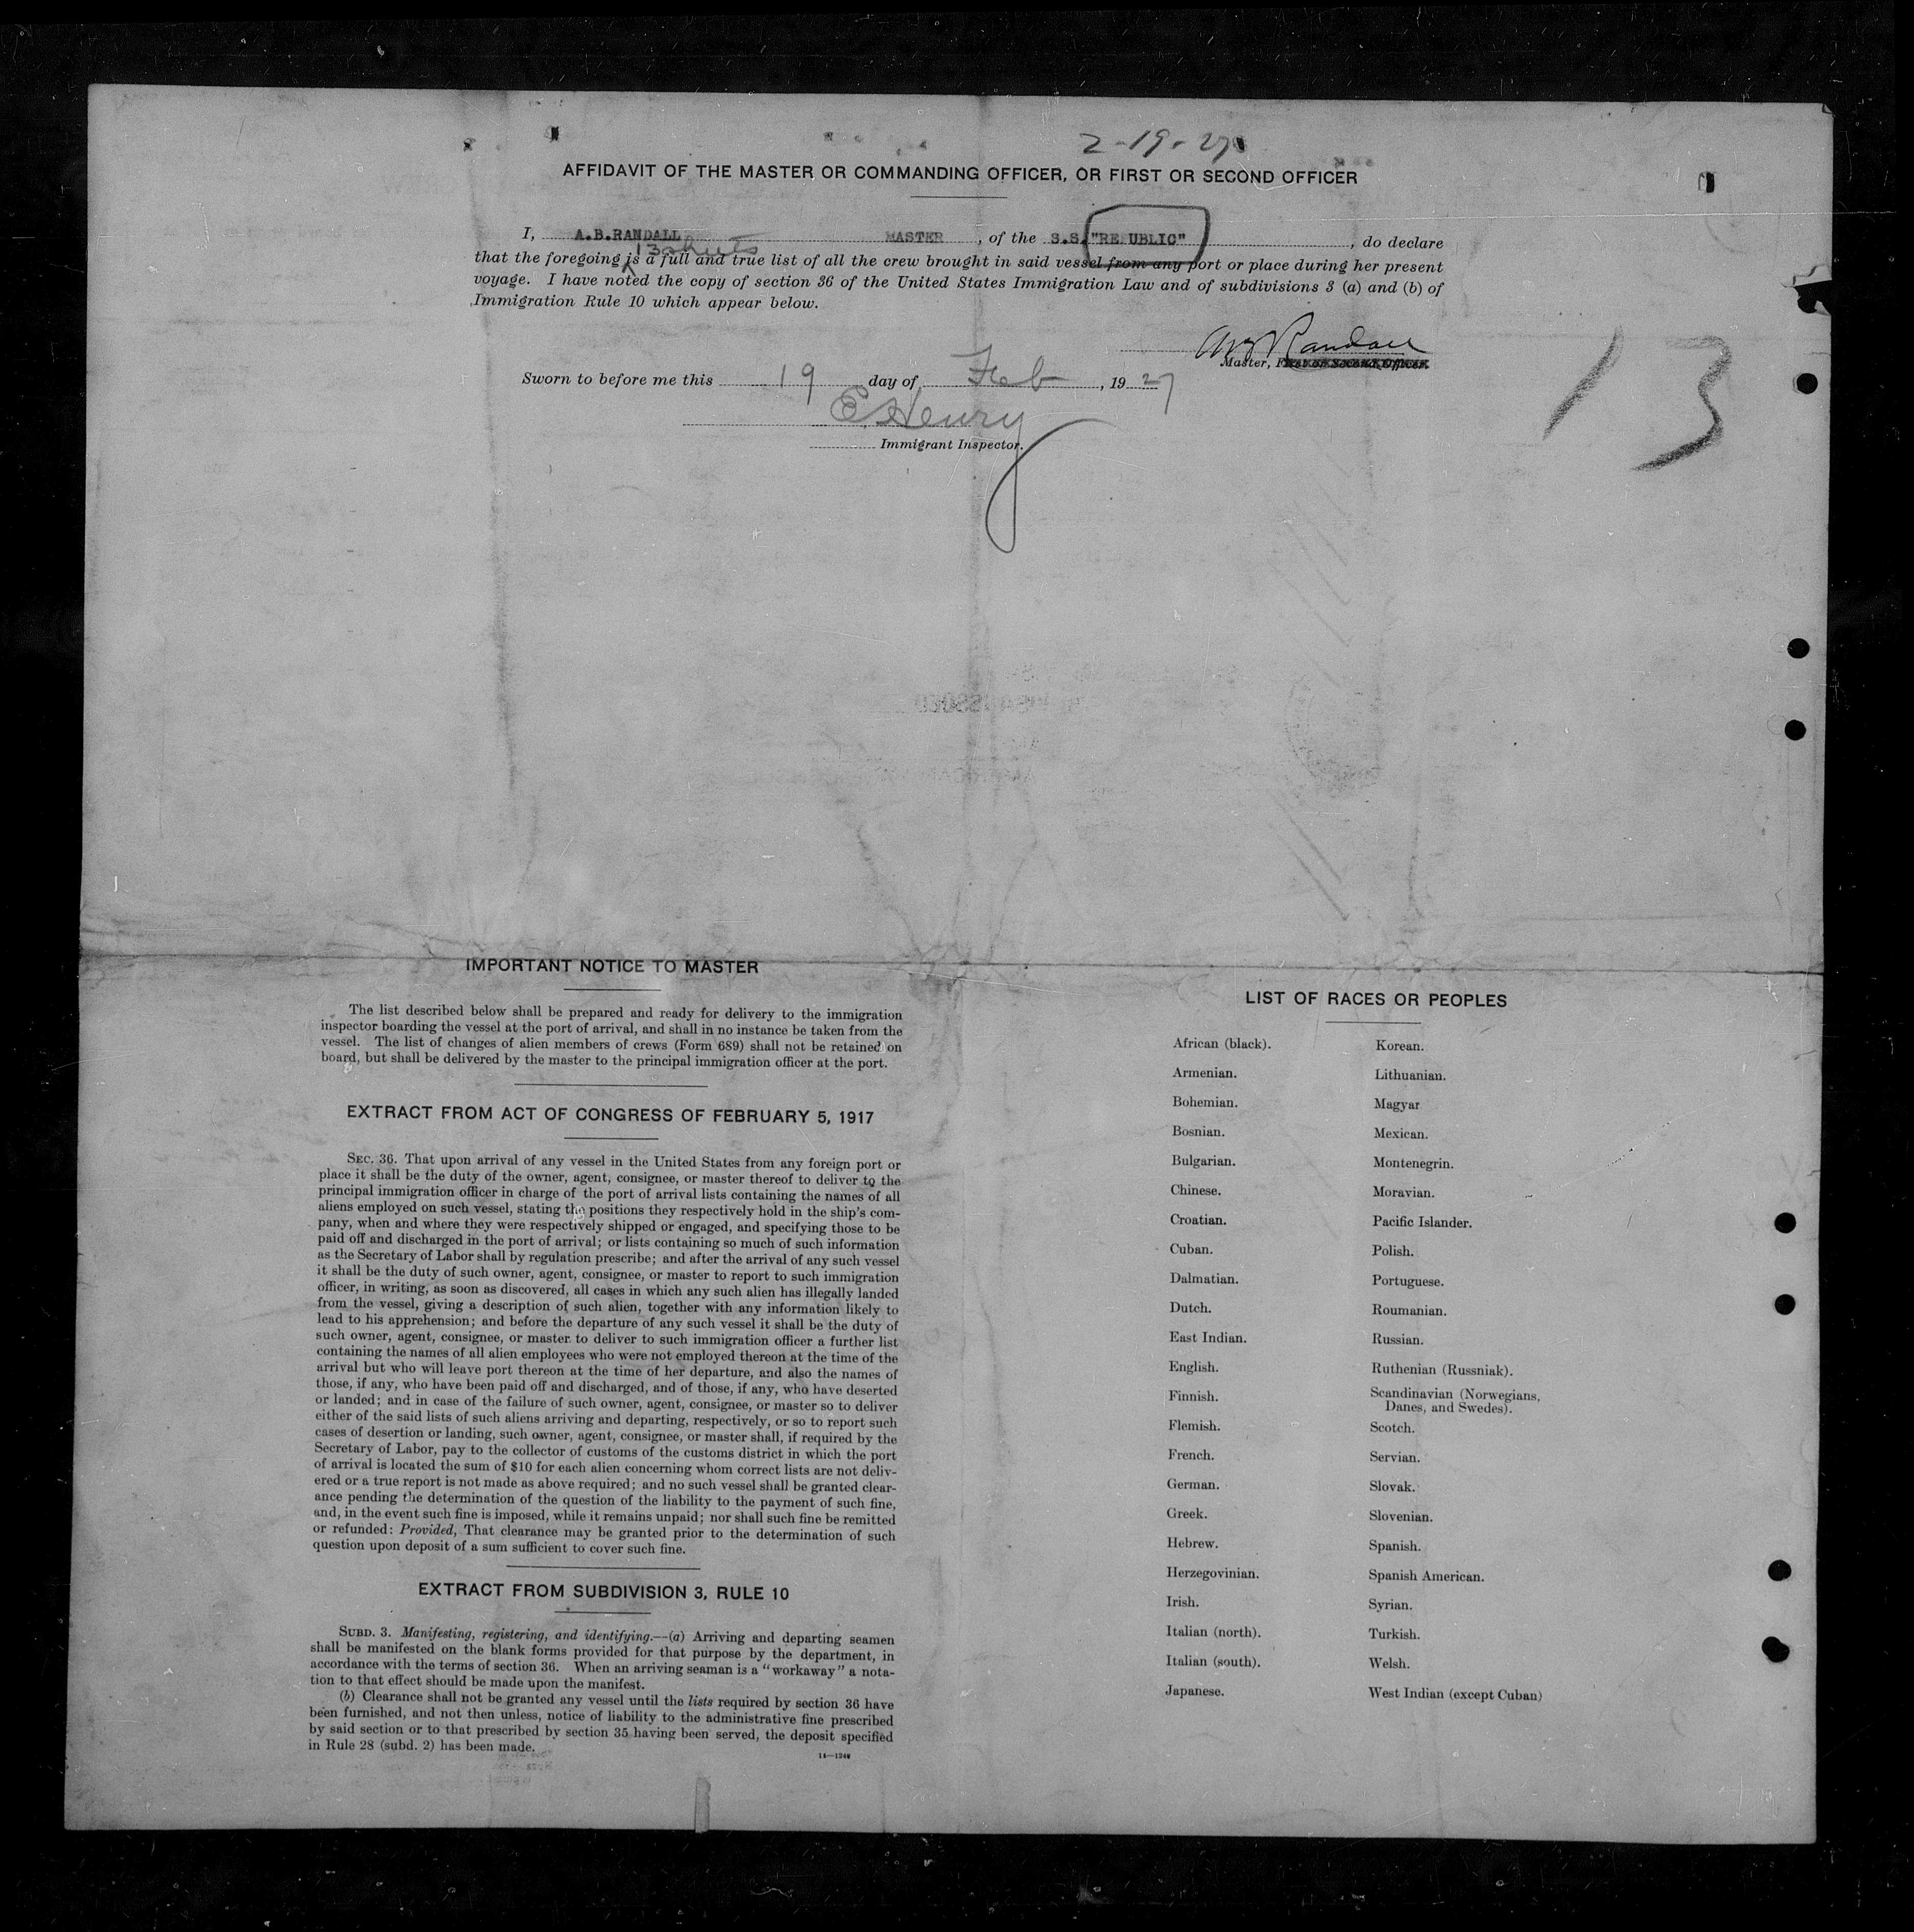 2-19-27
AFFIDAVIT OF THE MASTER OR COMMANDING OFFICER, OR FIRST OR SECOND OFFICER
I, A.B.RANDALL MASTER, of the S.S."REPUBLIC", do declare
13 sheets
that the foregoing is a full and true list of all the crew brought in said vessel from any port or place during her present
voyage. I have noted the copy of section 36 of the United States Immigration Law and of subdivisions 3 (a) and (b) of
Immigration Rule 10 which appear below.
AB Randall
Master, First or Second Officer.
13
Sworn to before me this 19 day of Feb, 1927
E. Henry
Immigrant Inspector.
IMPORTANT NOTICE TO MASTER
The list described below shall be prepared and ready for delivery to the immigration
inspector boarding the vessel at the port of arrival, and shall in no instance be taken from the
vessel. The list of changes of alien members of crews (Form 689) shall not be retained on
board, but shall be delivered by the master to the principal immigration officer at the port.
EXTRACT FROM ACT OF CONGRESS OF FEBRUARY 5, 1917
SEC. 36. That upon arrival of any vessel in the United States from any foreign port or
place it shall be the duty of the owner, agent, consignee, or master thereof to deliver to the
principal immigration officer in charge of the port of arrival lists containing the names of all
aliens employed on such vessel, stating the positions they respectively hold in the ship's com-
pany, when and where they were respectively shipped or engaged, and specifying those to be
paid off and discharged in the port of arrival; or lists containing so much of such information
as the Secretary of Labor shall by regulation prescribe; and after the arrival of any such vessel
it shall be the duty of such owner, agent, consignee, or master to report to such immigration
officer, in writing, as soon as discovered, all cases in which any such alien has illegally landed
from the vessel, giving a description of such alien, together with any information likely to
lead to his apprehension; and before the departure of any such vessel it shall be the duty of
such owner, agent, consignee, or master to deliver to such immigration officer a further list
containing the names of all alien employees who were not employed thereon at the time of the
arrival but who will leave port thereon at the time of her departure, and also the names of
those, if any, who have been paid off and discharged, and of those, if any, who have deserted
or landed; and in case of the failure of such owner, agent, consignee, or master so to deliver
either of the said lists of such aliens arriving and departing, respectively, or so to report such
cases of desertion or landing, such owner, agent, consignee, or master shall, if required by the
Secretary of Labor, pay to the collector of customs of the customs district in which the port
of arrival is located the sum of $10 for each alien concerning whom correct lists are not deliv-
ered or a true report is not made as above required; and no such vessel shall be granted clear-
ance pending the determination of the question of the liability to the payment of such fine,
and, in the event such fine is imposed, while it remains unpaid; nor shall such fine be remitted
or refunded: Provided, That clearance may be granted prior to the determination of such
question upon deposit of a sum sufficient to cover such fine.
EXTRACT FROM SUBDIVISION 3, RULE 10
SUBD. 3. Manifesting, registering, and identifying.—(a) Arriving and departing seamen
shall be manifested on the blank forms provided for that purpose by the department, in
accordance with the terms of section 36. When an arriving seaman is a "workaway" a nota-
tion to that effect should be made upon the manifest.
(b) Clearance shall not be granted any vessel until the lists required by section 36 have
been furnished, and not then unless, notice of liability to the administrative fine prescribed
by said section or to that prescribed by section 35 having been served, the deposit specified
in Rule 28 (subd. 2) has been made.
14—1240
LIST OF RACES OR PEOPLES
African (black).
Armenian.
Bohemian.
Bosnian.
Bulgarian.
Chinese.
Croatian.
Cuban.
Dalmatian.
Dutch.
East Indian.
English.
Finnish.
Flemish.
French.
German.
Greek.
Hebrew.
Herzegovinian.
Irish.
Italian (north).
Italian (south).
Japanese.
Korean.
Lithuanian.
Magyar
Mexican.
Montenegrin.
Moravian.
Pacific Islander.
Polish.
Portuguese.
Roumanian.
Russian.
Ruthenian (Russniak).
Scandinavian (Norwegians,
Danes, and Swedes).
Scotch.
Servian.
Slovak.
Slovenian.
Spanish.
Spanish American.
Syrian.
Turkish.
Welsh.
West Indian (except Cuban)